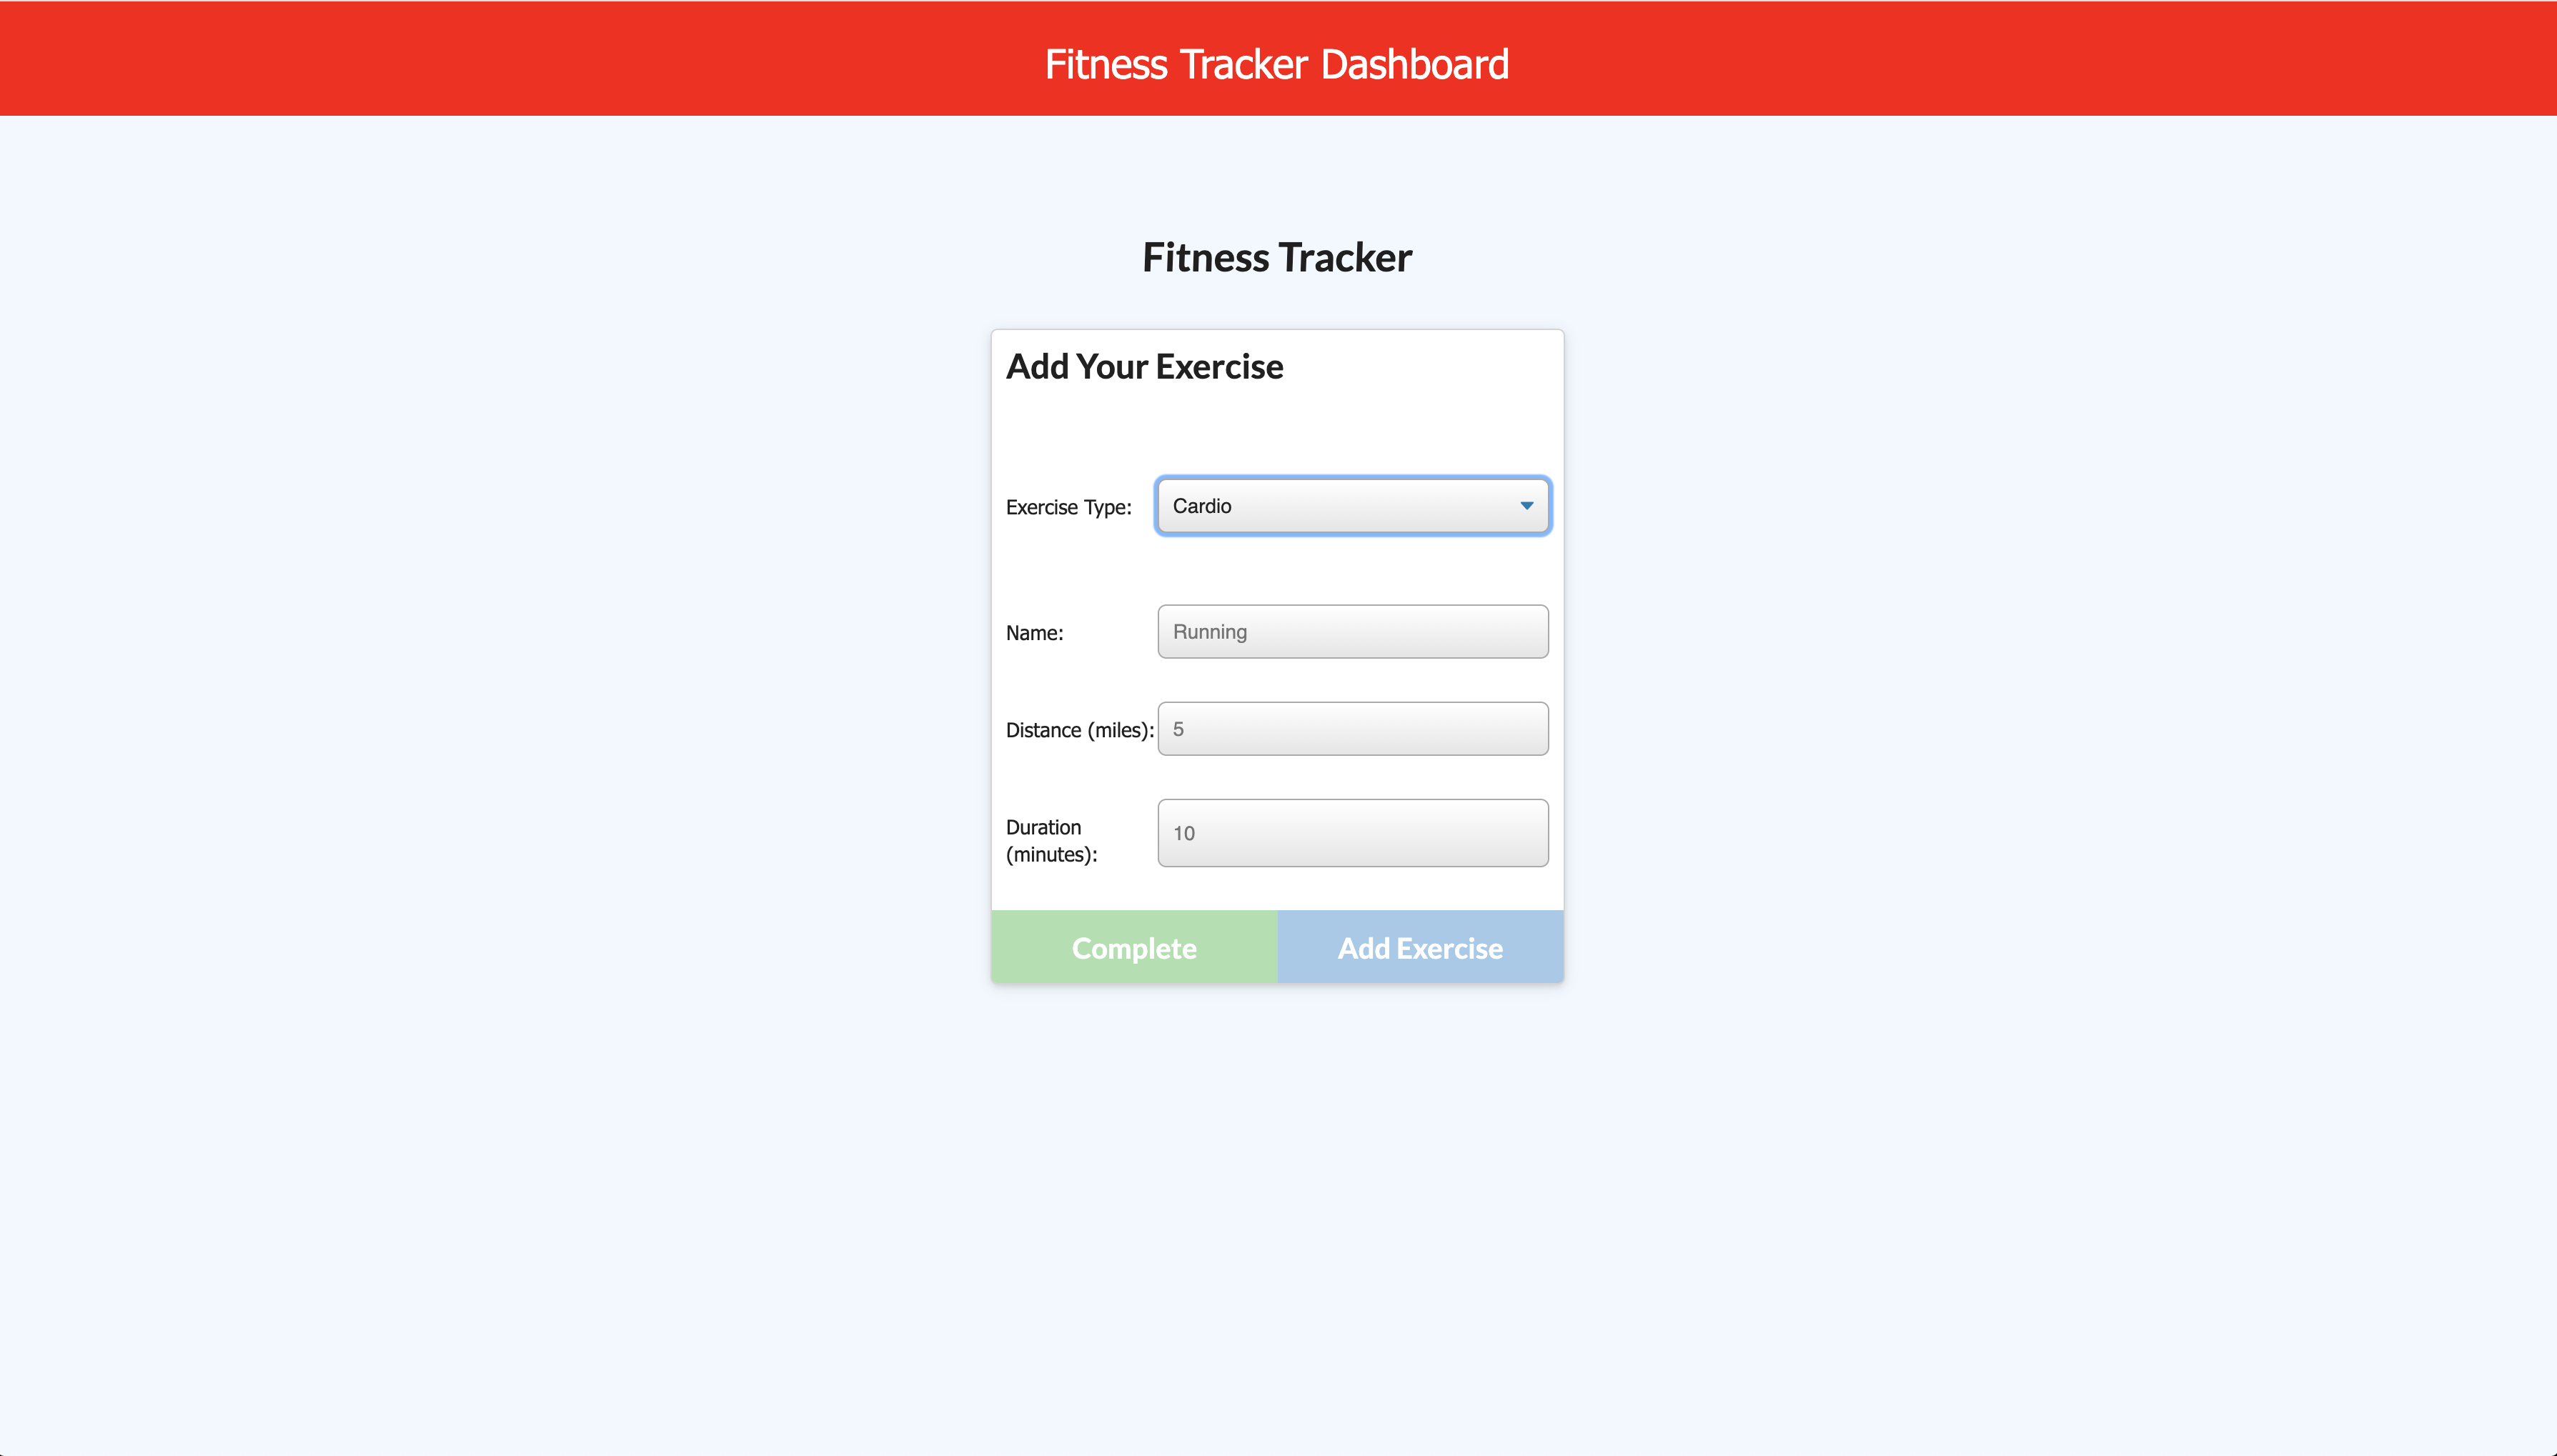 Fitness Tracker Dashboard
Fitness Tracker
Add Your Exercise
Exercise Type: Cardio
Name: Running
Distance (miles): 5
Duration
(minutes): 10
Complete Add Exercise